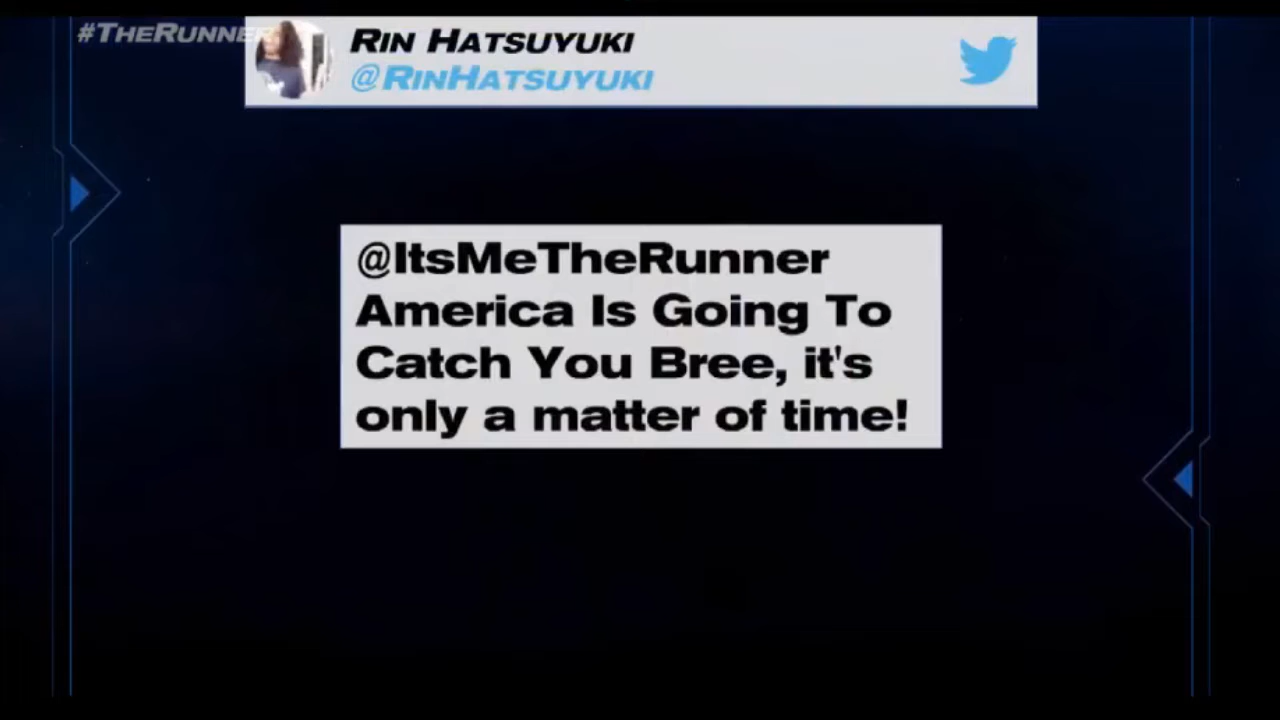 #TheRunner
Rin Hatsuyuki
@RinHatsuyuki
@ItsMeTheRunner
America Is Going To
Catch You Bree, it's
only a matter of time!